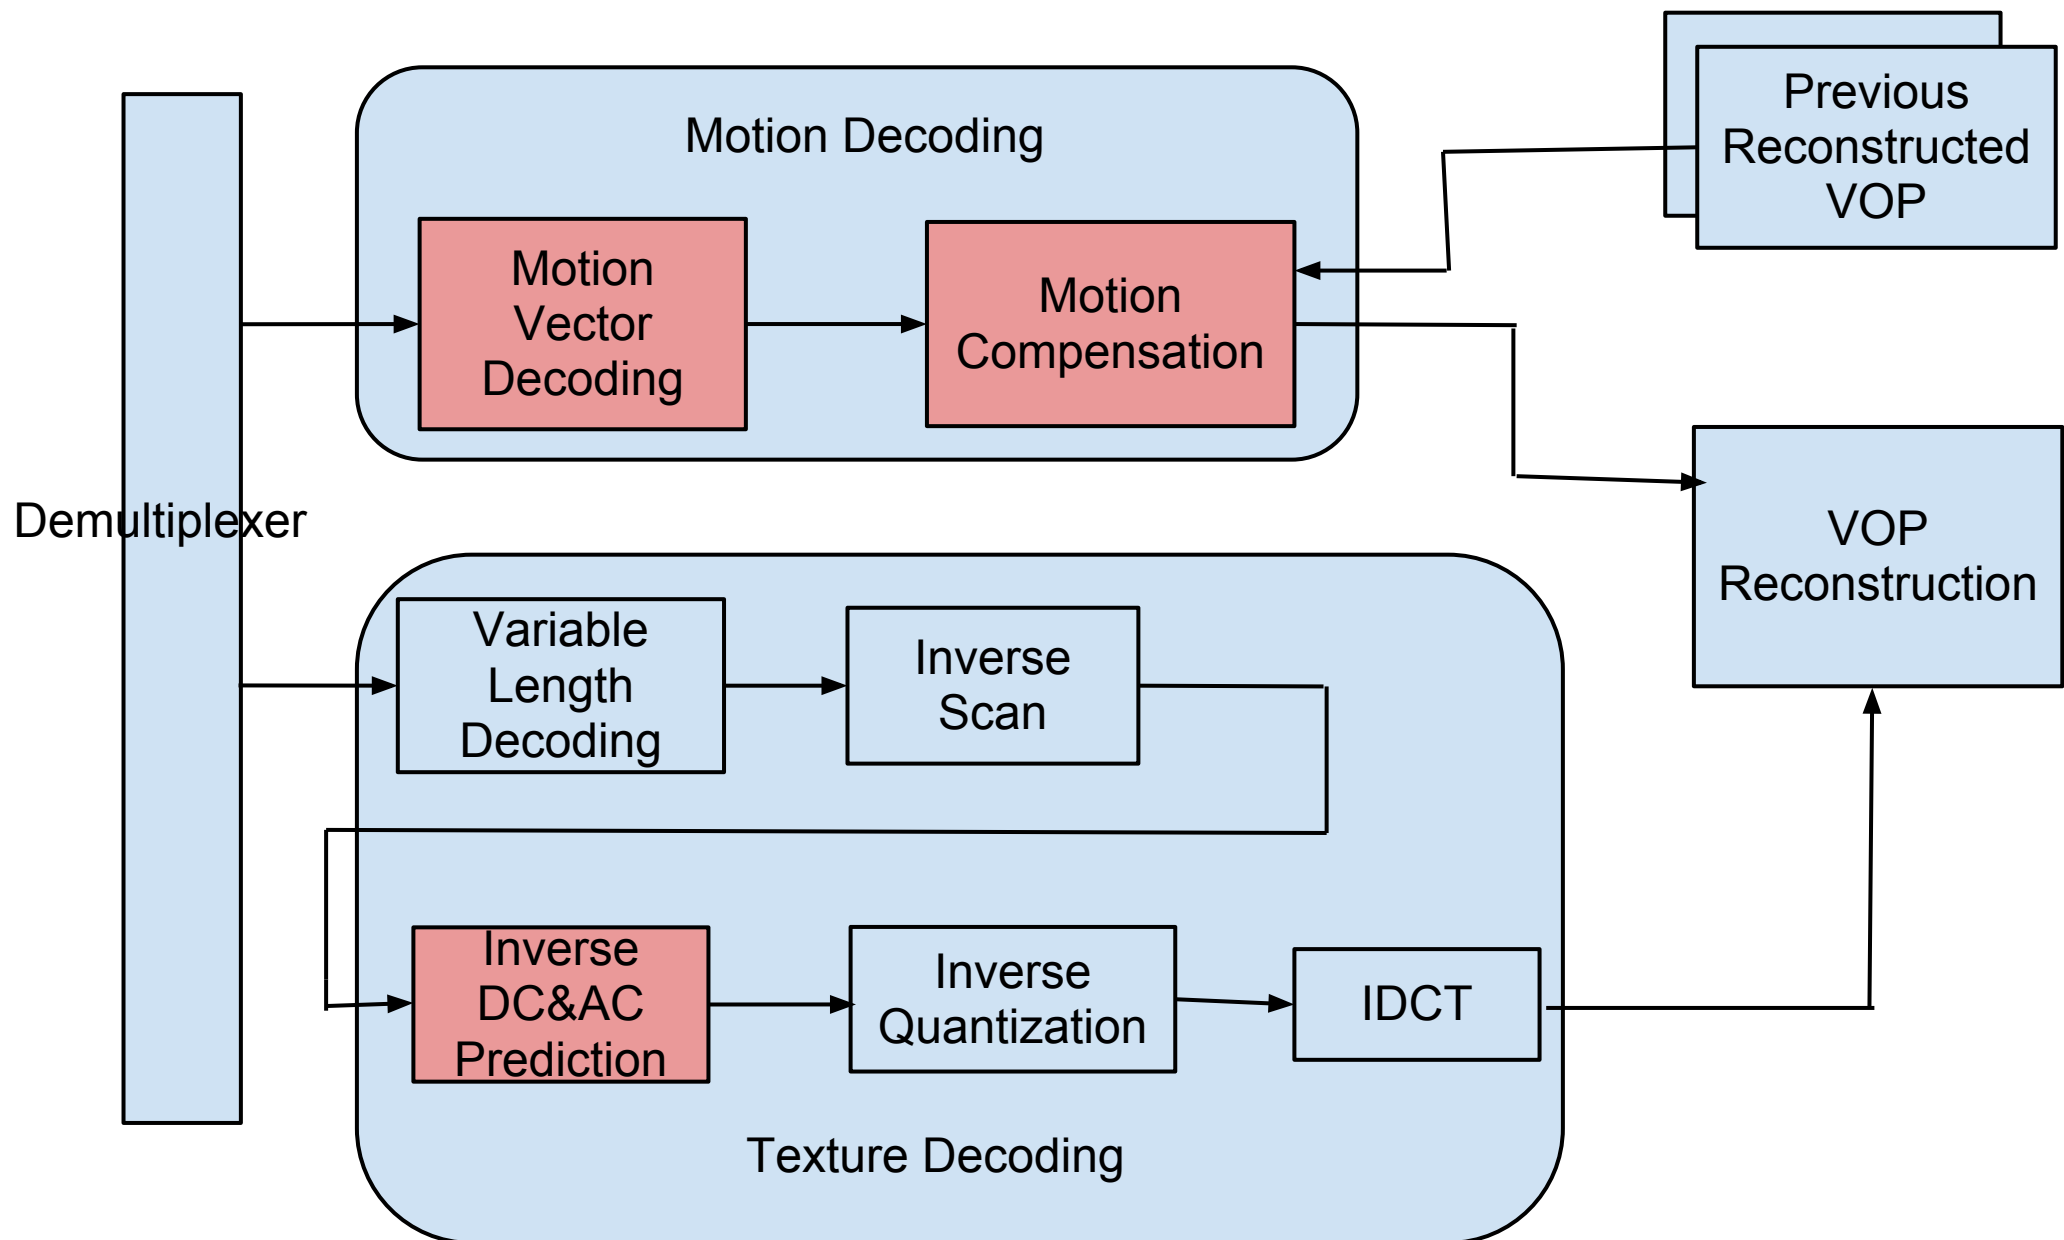 Motion Decoding
Previous
Reconstructed
VOP
Motion
Vector
Decoding
Motion
Compensation
Demultiplexer
VOP
Reconstruction
Variable
Length
Decoding
Inverse
Scan
Inverse
DC&AC
Prediction
Inverse
Quantization
IDCT
Texture Decoding